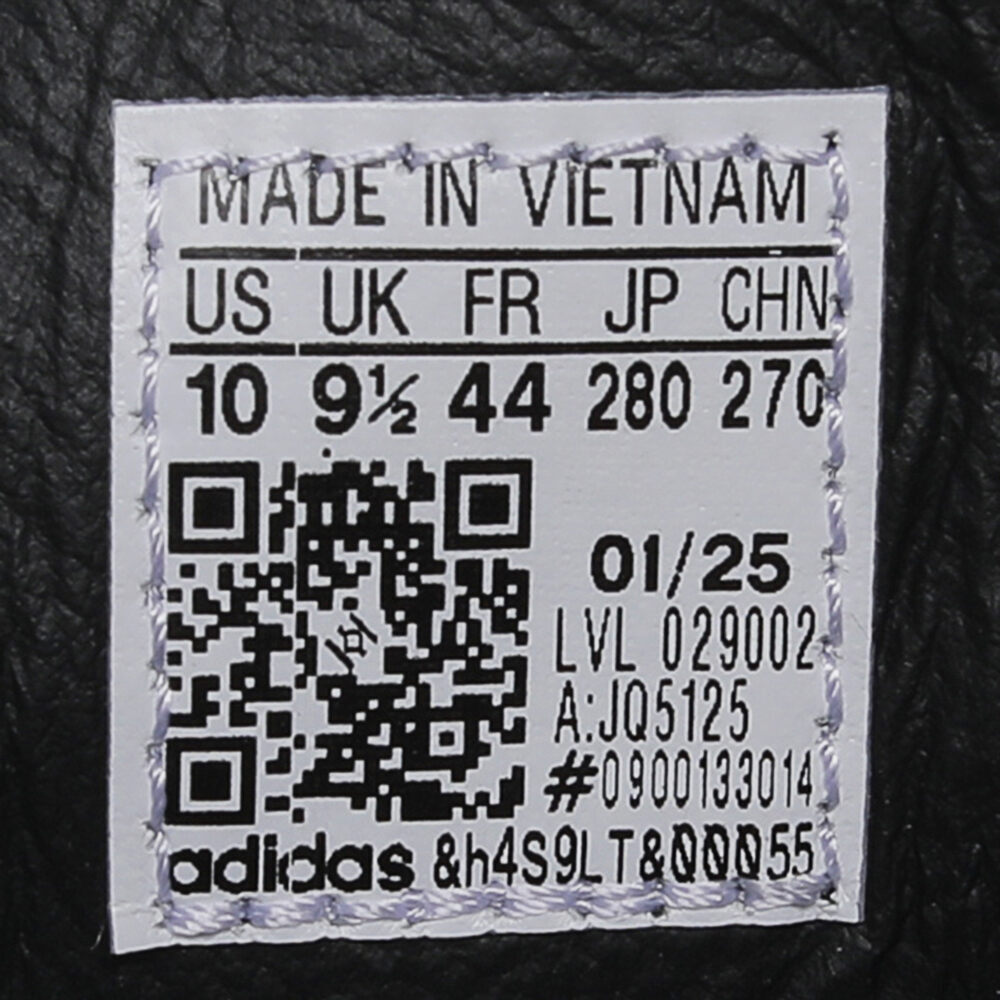 MADE IN VIETNAM
US UK FR JP CHN
10 9½ 44 280 270
01/25
LVL 029002
A:JQ5125
#0900133014
adidas &h4S9LT&000055